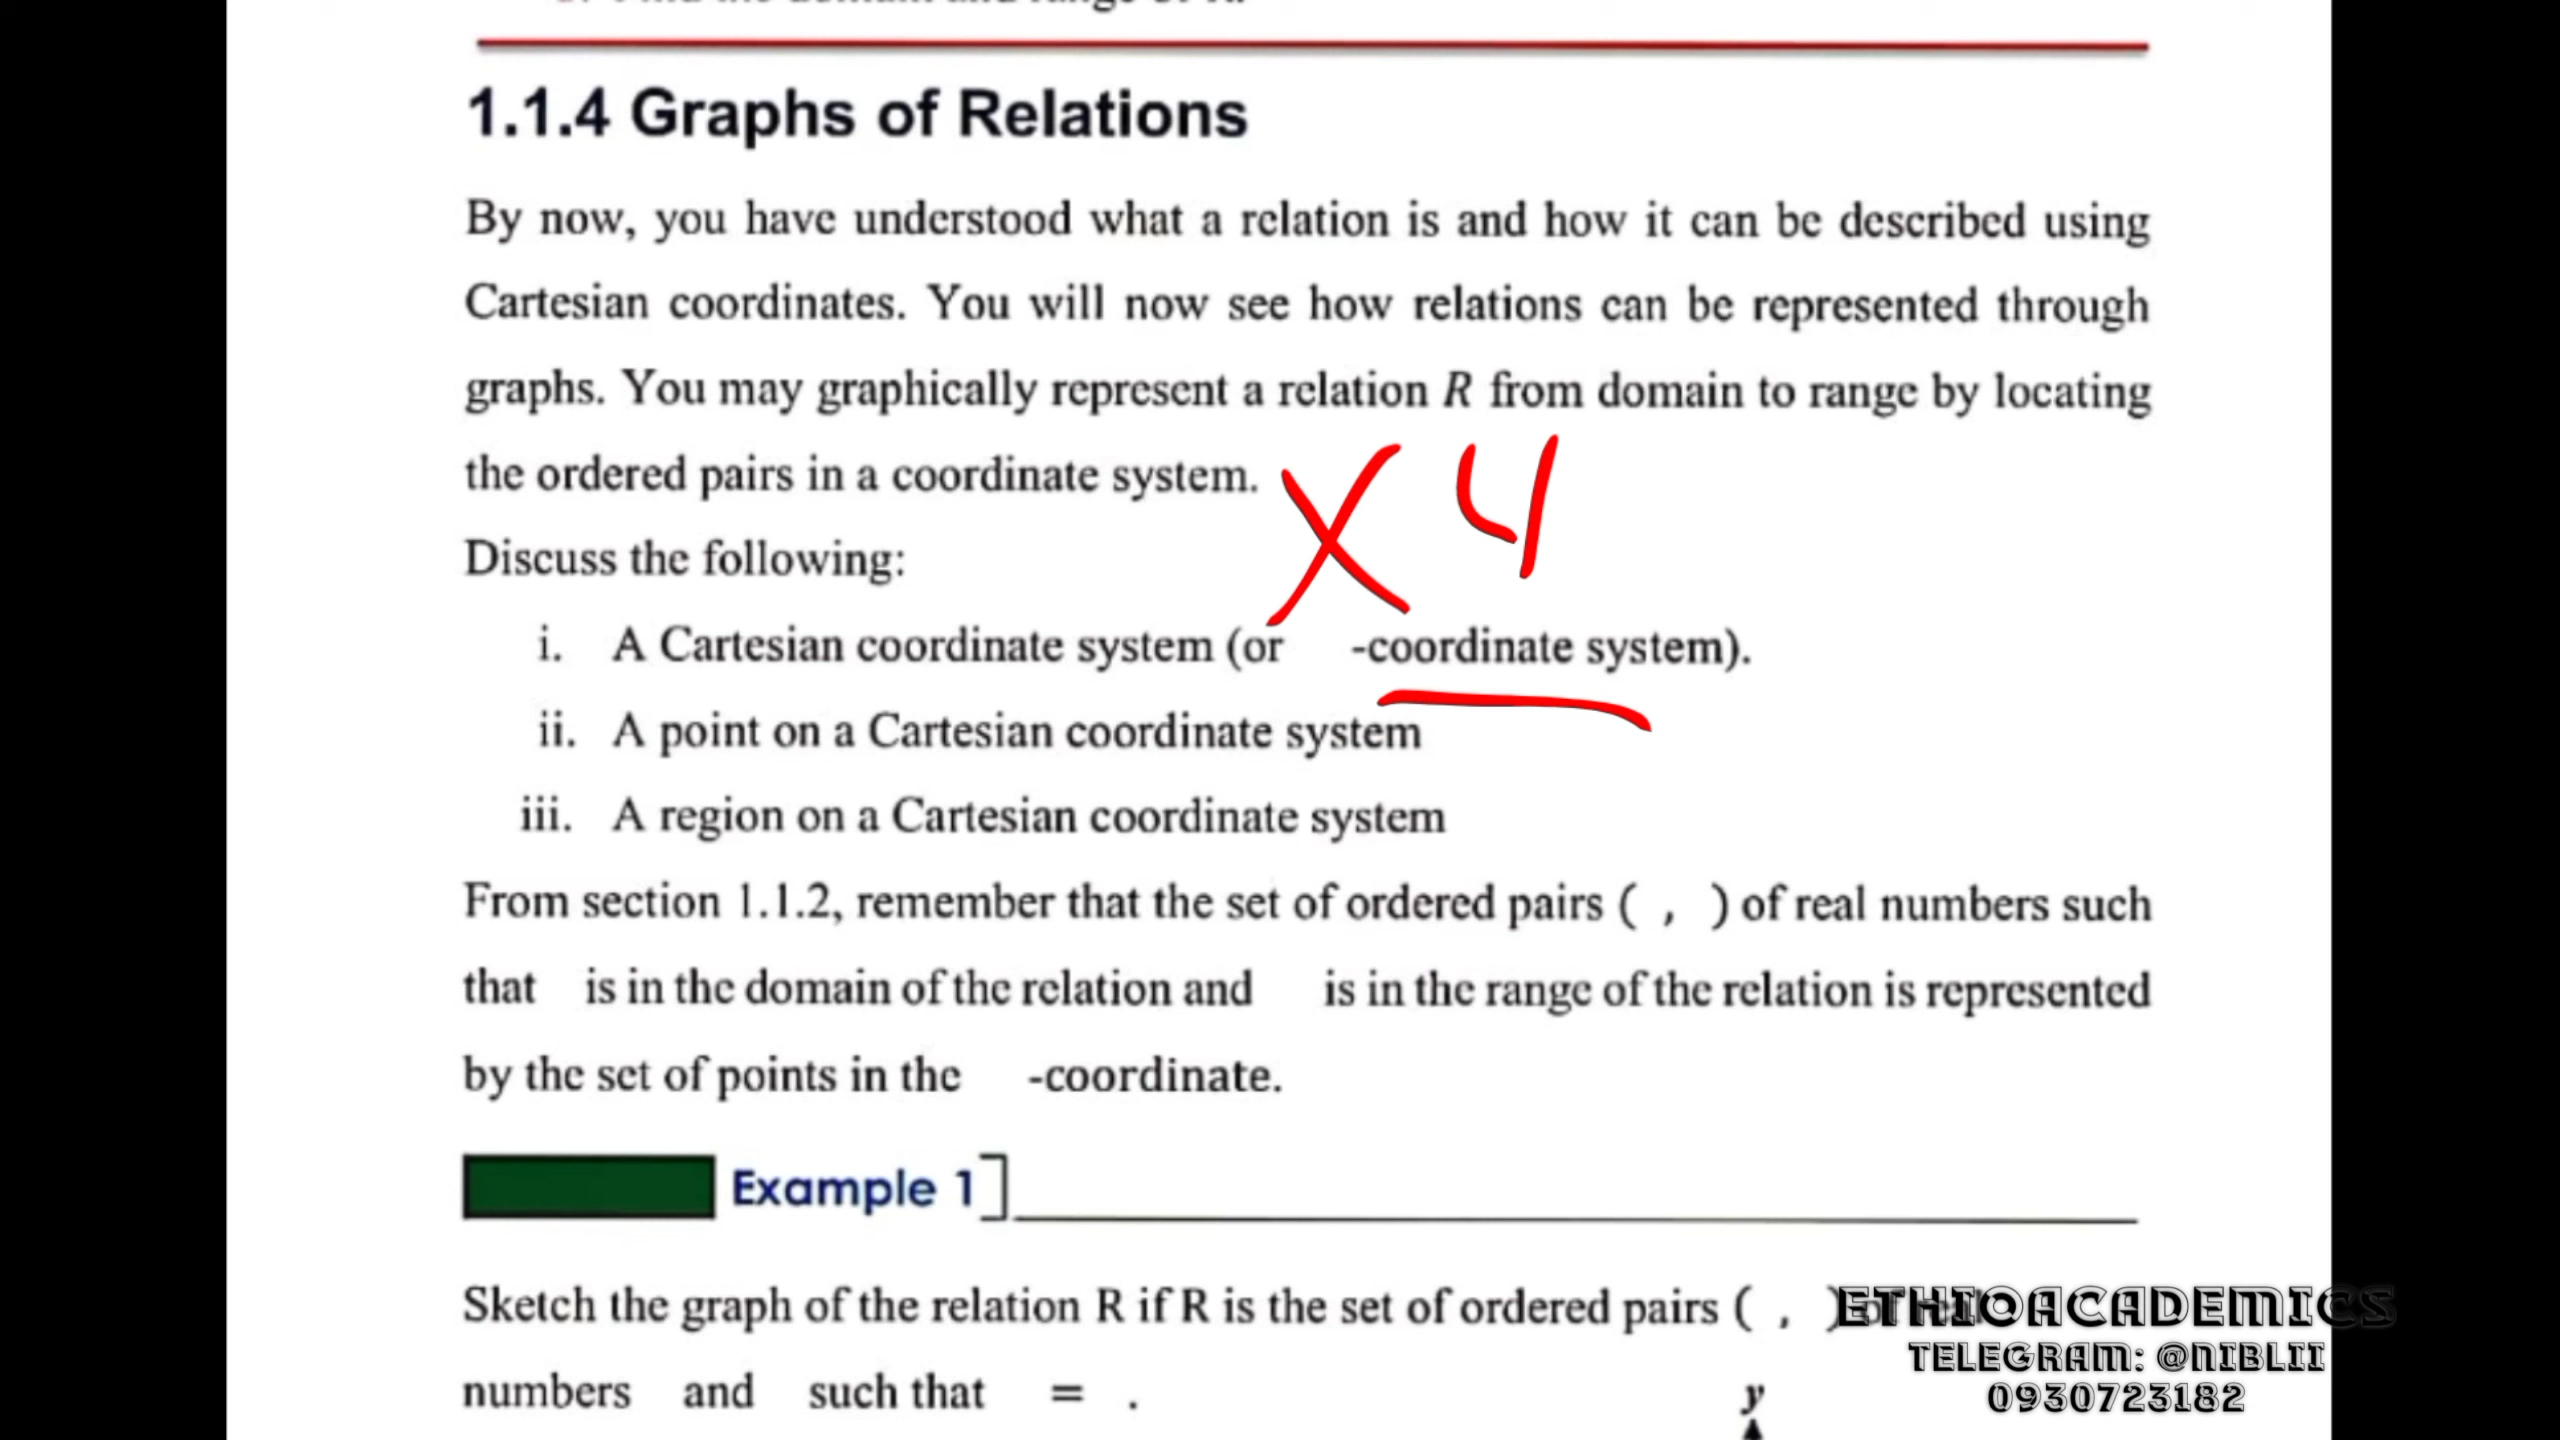 1.1.4 Graphs of Relations
By now, you have understood what a relation is and how it can be described using
Cartesian coordinates. You will now see how relations can be represented through
graphs. You may graphically represent a relation R from domain to range by locating
the ordered pairs in a coordinate system.
X y
Discuss the following:
i. A Cartesian coordinate system (or -coordinate system).
ii. A point on a Cartesian coordinate system
iii. A region on a Cartesian coordinate system
From section 1.1.2, remember that the set of ordered pairs ( , ) of real numbers such
that is in the domain of the relation and is in the range of the relation is represented
by the set of points in the -coordinate.
Example 1
Sketch the graph of the relation R if R is the set of ordered pairs ( , )
numbers and such that = .
y
ETHIOACADEMICS
TELEGRAM: @NIBLII
0930723182